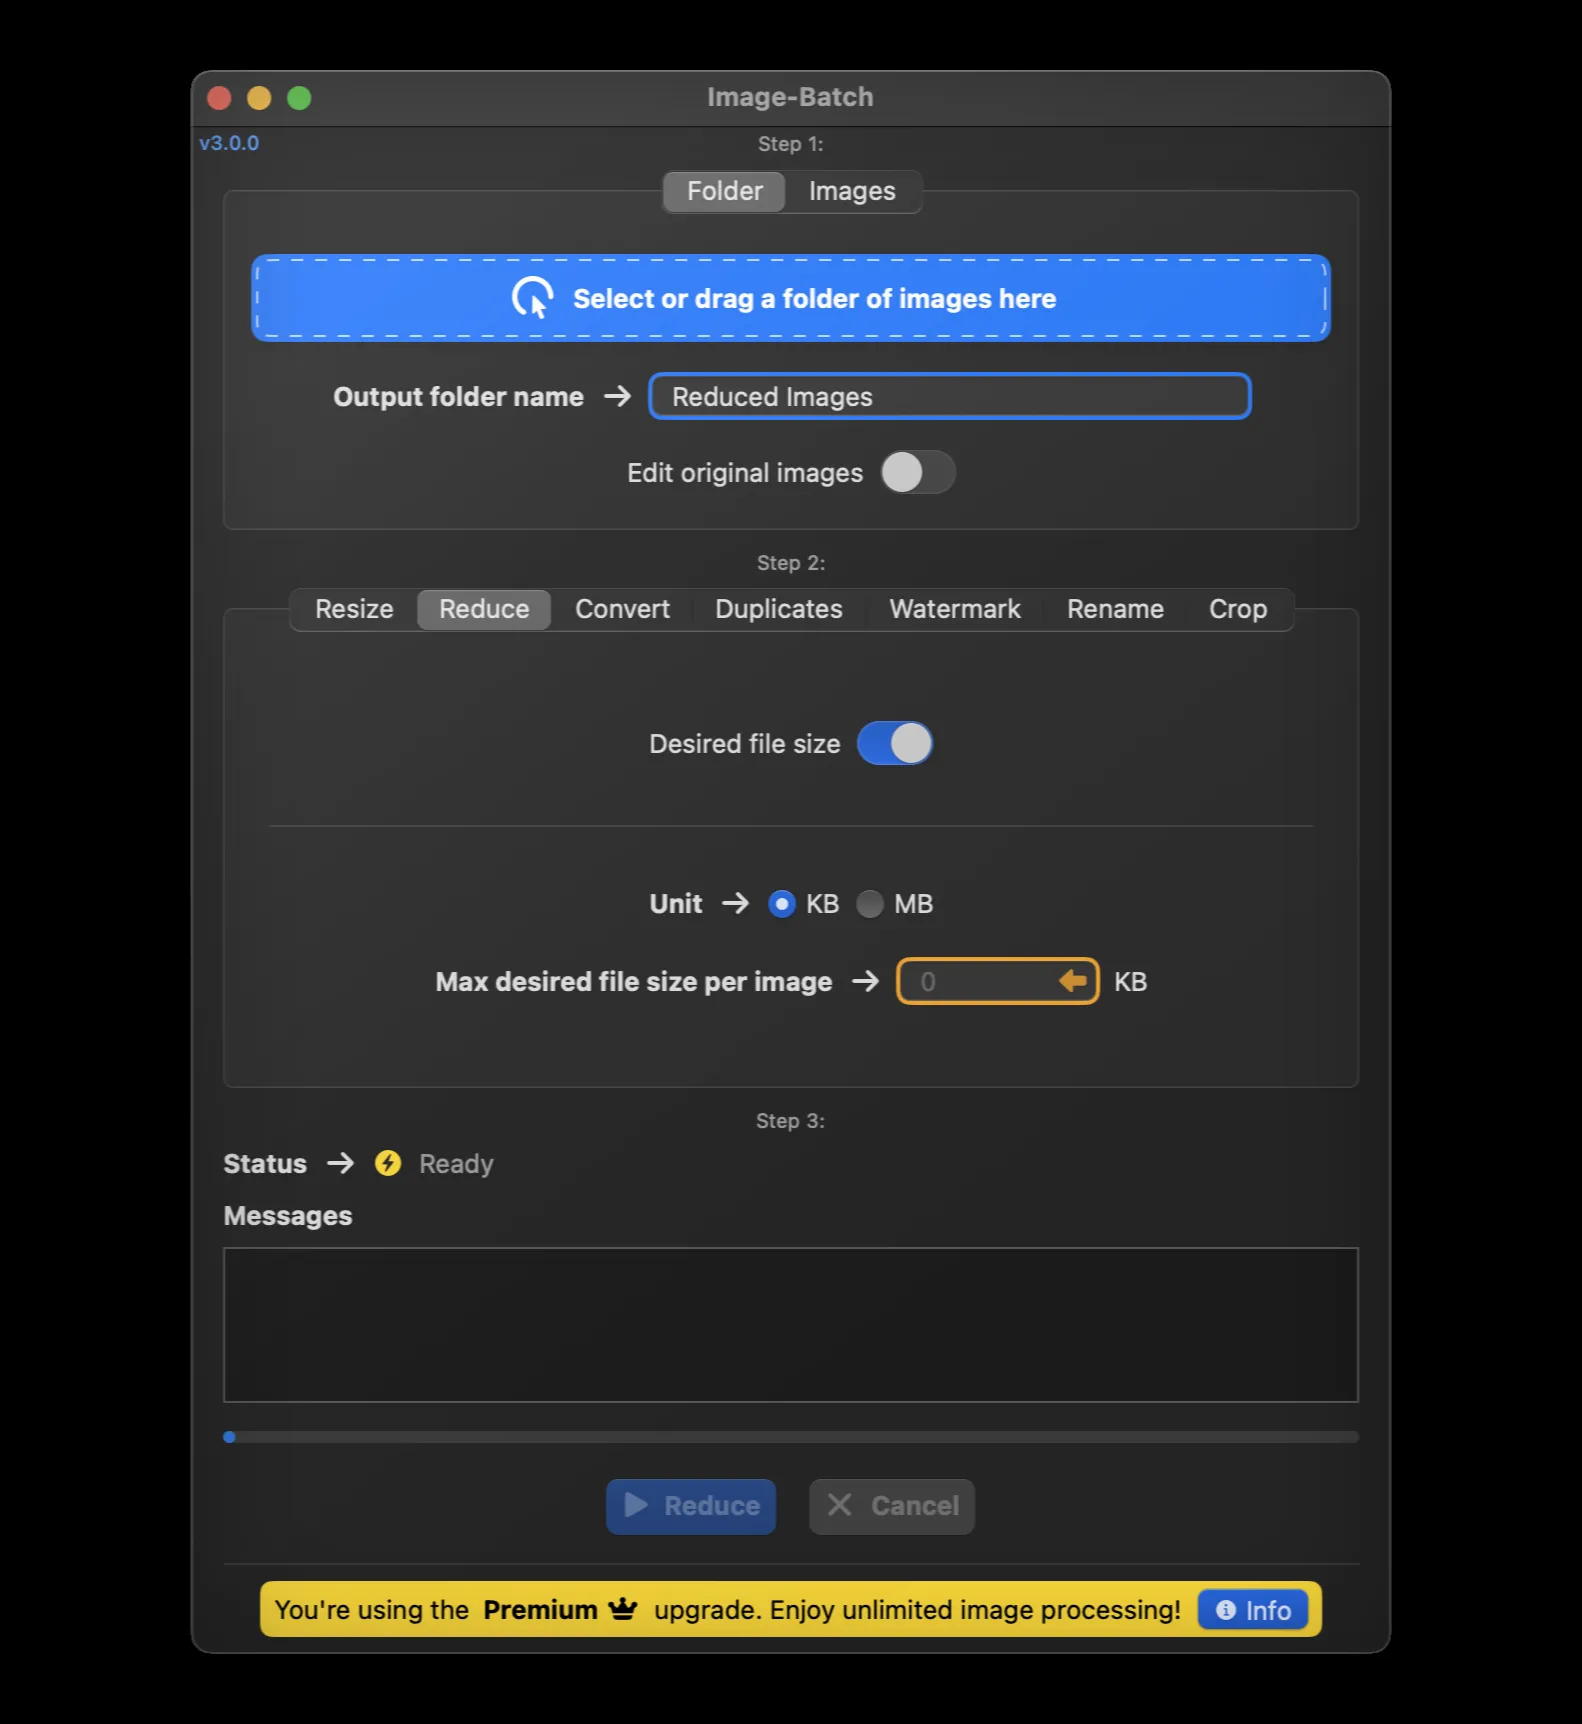 Image-Batch
v3.0.0
Step 1:
Folder Images
Select or drag a folder of images here
Output folder name → Reduced Images
Edit original images
Step 2:
Resize Reduce Convert Duplicates Watermark Rename Crop
Desired file size
Unit → KB MB
Max desired file size per image → 0 KB
Step 3:
Status → Ready
Messages
Reduce Cancel
You're using the Premium upgrade. Enjoy unlimited image processing! Info